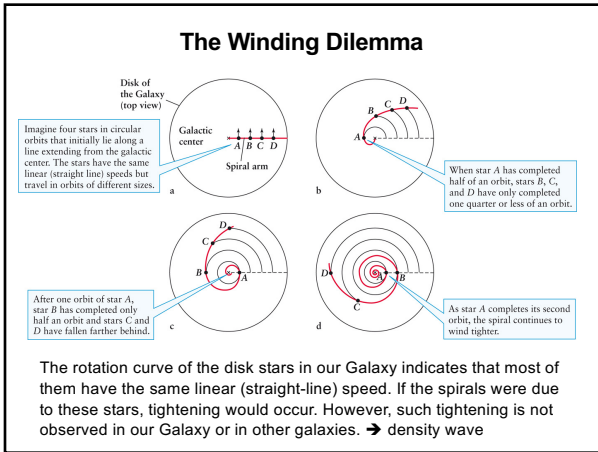 The Winding Dilemma
Disk of
the Galaxy
(top view)
Imagine four stars in circular
orbits that initially lie along a
line extending from the galactic
center. The stars have the same
linear (straight line) speeds but
travel in orbits of different sizes.
Galactic
center
A B C D
Spiral arm
a
B
C
D
A
b
When star A has completed
half of an orbit, stars B, C,
and D have only completed
one quarter or less of an orbit.
D
C
B
A
c
After one orbit of star A,
star B has completed only
half an orbit and stars C and
D have fallen farther behind.
D
A
B
C
d
As star A completes its second
orbit, the spiral continues to
wind tighter.
The rotation curve of the disk stars in our Galaxy indicates that most of
them have the same linear (straight-line) speed. If the spirals were due
to these stars, tightening would occur. However, such tightening is not
observed in our Galaxy or in other galaxies. ➔ density wave